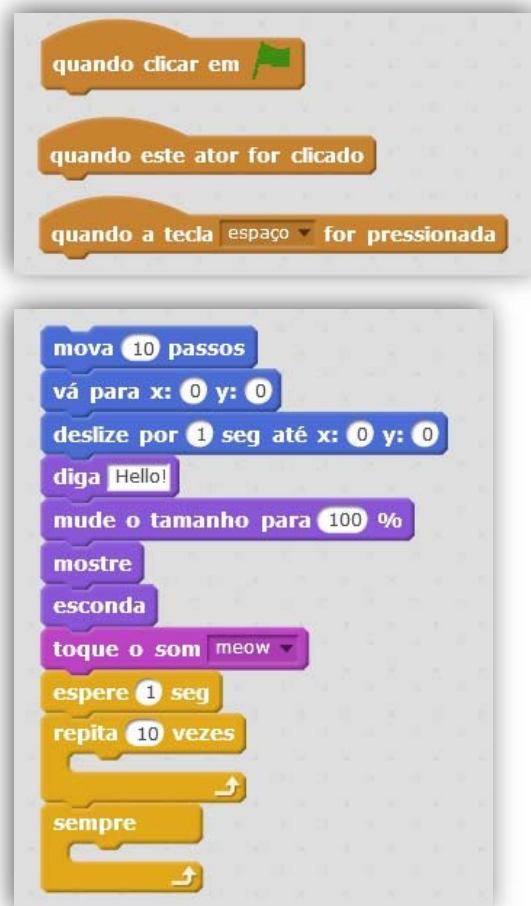 quando clicar em
quando este ator for clicado
quando a tecla espaço for pressionada
mova 10 passos
vá para x: 0 y: 0
deslize por 1 seg até x: 0 y: 0
diga Hello!
mude o tamanho para 100 %
mostre
esconda
toque o som meow
espere 1 seg
repita 10 vezes
sempre